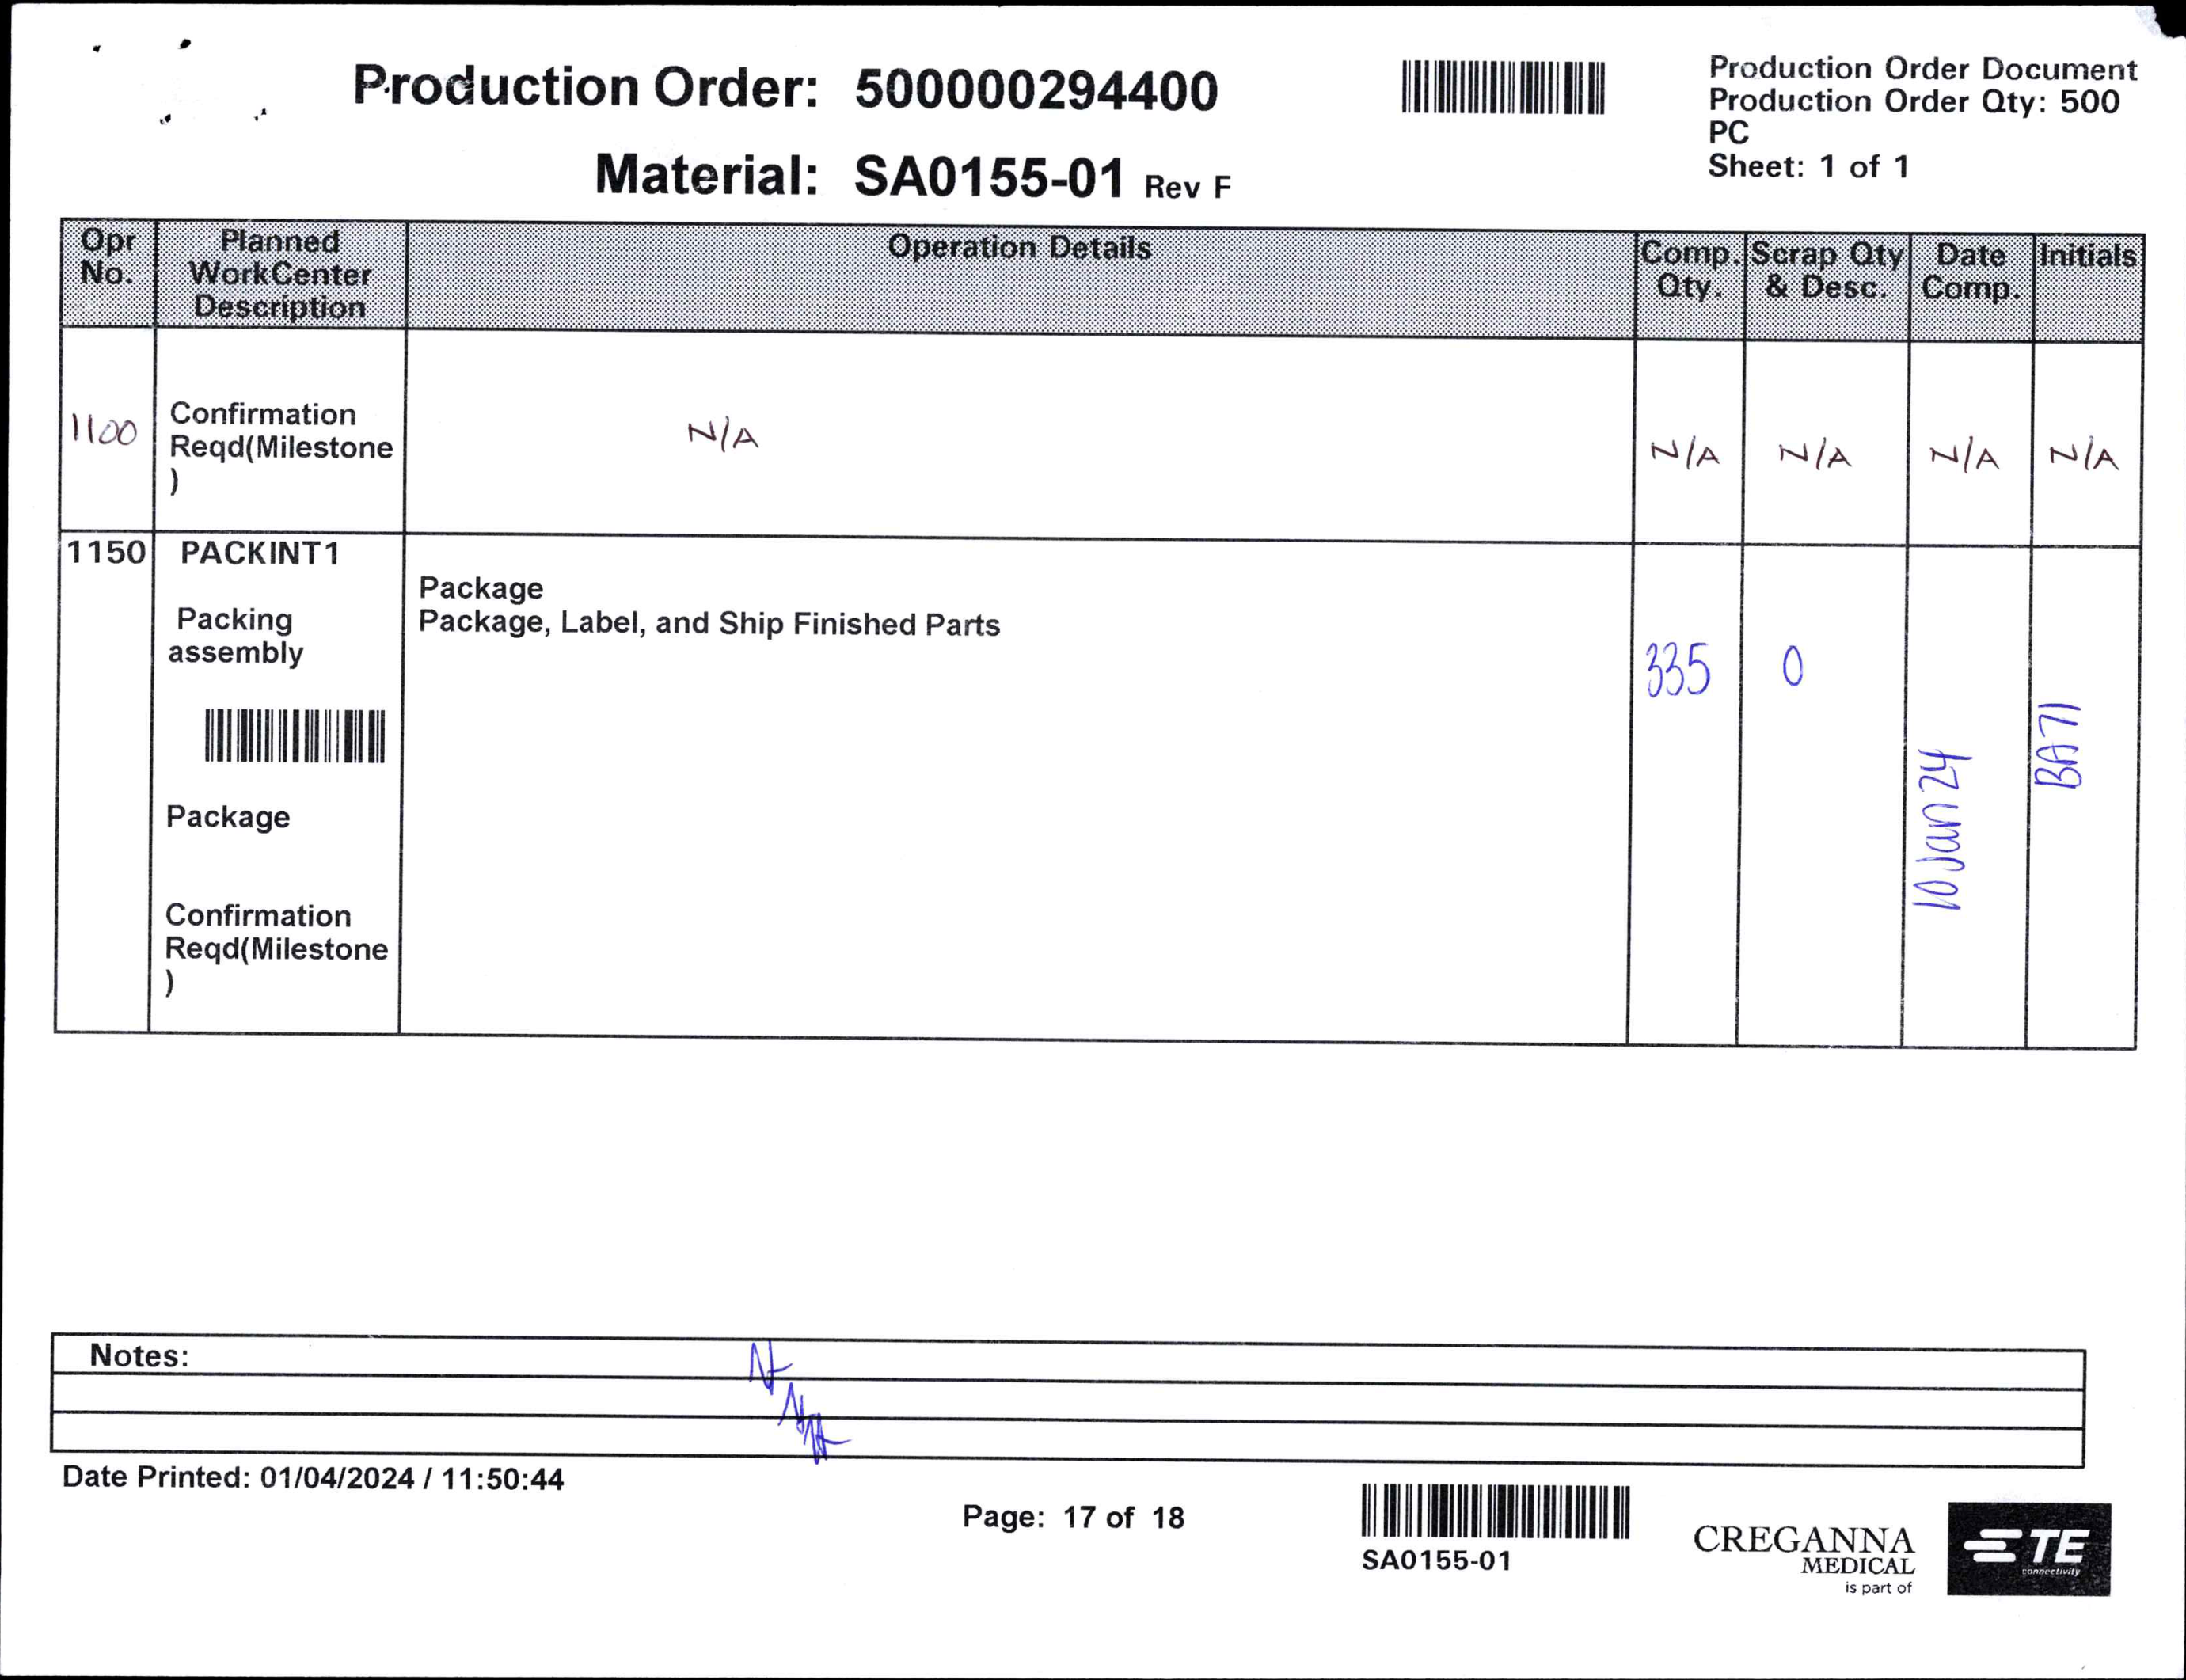 Production Order: 500000294400
Material: SA0155-01 Rev F
Production Order Document
Production Order Qty: 500
PC
Sheet: 1 of 1
Opr No.
Planned WorkCenter Description
Operation Details
Comp. Qty.
Scrap Qty & Desc.
Date Comp.
Initials
1100
Confirmation
Reqd(Milestone
)
N/A
N/A
N/A
N/A
N/A
1150
PACKINT1
Packing
assembly
Package
Confirmation
Reqd(Milestone
)
Package
Package, Label, and Ship Finished Parts
335
0
10Jan24
BA71
Notes:
Date Printed: 01/04/2024 / 11:50:44
Page: 17 of 18
SA0155-01
CREGANNA
MEDICAL
is part of
TE
connectivity